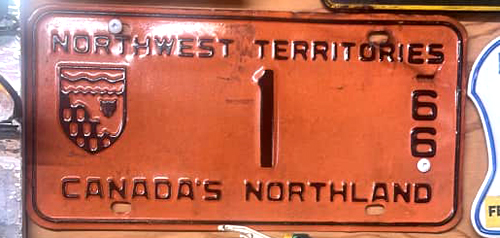 NORTHWEST TERRITORIES
1
66
CANADA'S NORTHLAND